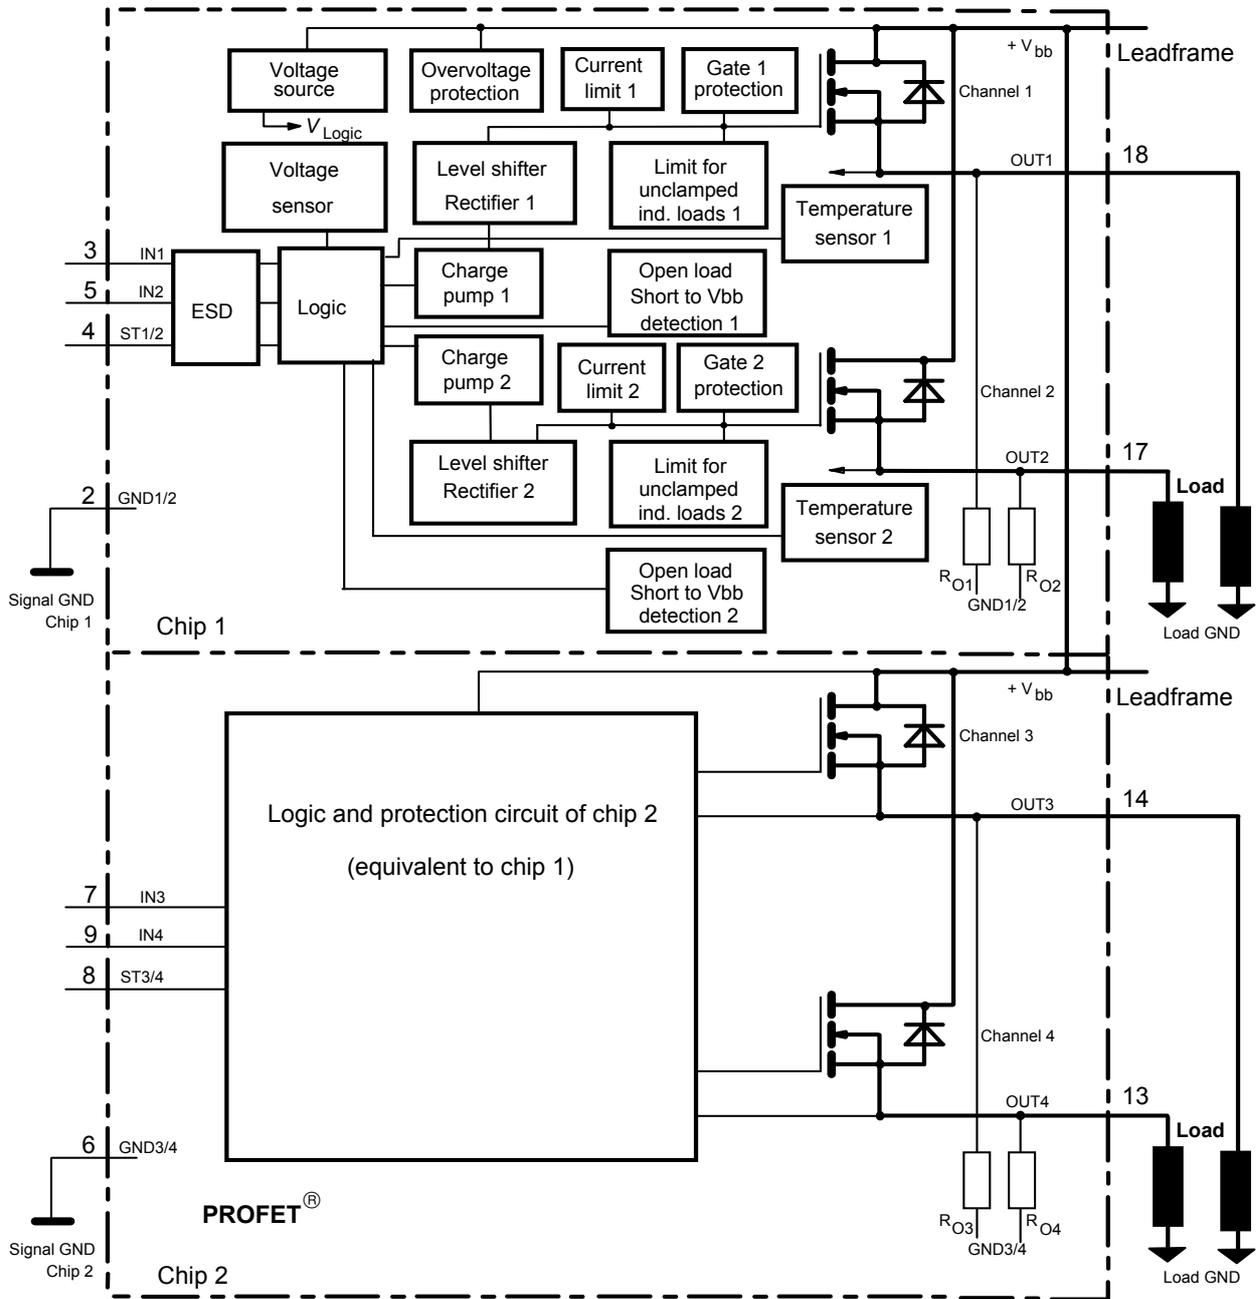 + V bb
Leadframe
Voltage
source
Overvoltage
protection
Current
limit 1
Gate 1
protection
Channel 1
V Logic
Voltage
sensor
Level shifter
Rectifier 1
Limit for
unclamped
ind. loads 1
OUT1
18
Temperature
sensor 1
3
IN1
5
IN2
4
ST1/2
ESD
Logic
Charge
pump 1
Open load
Short to Vbb
detection 1
Charge
pump 2
Current
limit 2
Gate 2
protection
Channel 2
Level shifter
Rectifier 2
Limit for
unclamped
ind. loads 2
OUT2
17
Load
2
GND1/2
Temperature
sensor 2
Signal GND
Chip 1
Open load
Short to Vbb
detection 2
R O1
R O2
GND1/2
Load GND
Chip 1
+ V bb
Leadframe
Channel 3
Logic and protection circuit of chip 2
(equivalent to chip 1)
OUT3
14
7
IN3
9
IN4
8
ST3/4
Channel 4
OUT4
13
Load
6
GND3/4
PROFET®
R O3
R O4
GND3/4
Signal GND
Chip 2
Load GND
Chip 2